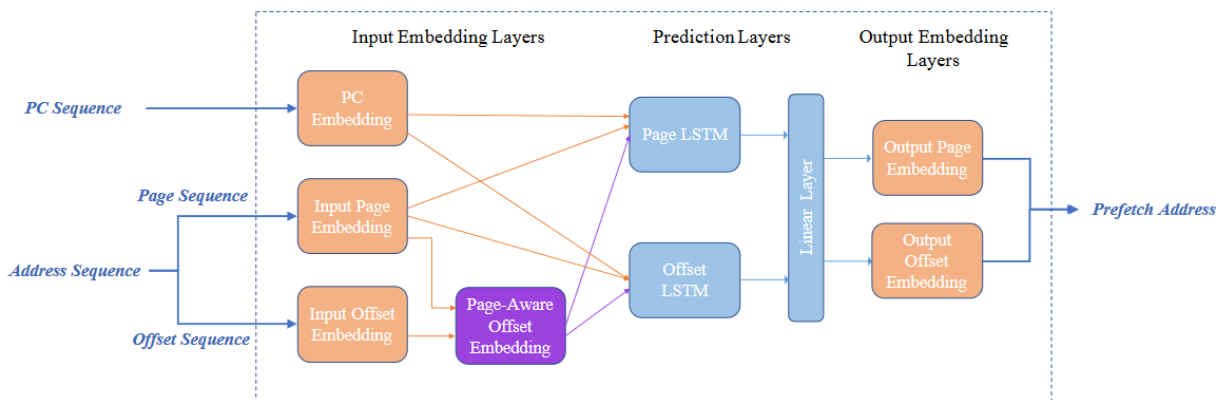 Input Embedding Layers
Prediction Layers
Output Embedding
Layers
PC Sequence
PC
Embedding
Page LSTM
Linear Layer
Output Page
Embedding
Page Sequence
Input Page
Embedding
Prefetch Address
Address Sequence
Offset
LSTM
Output
Offset
Embedding
Offset Sequence
Input Offset
Embedding
Page-Aware
Offset
Embedding